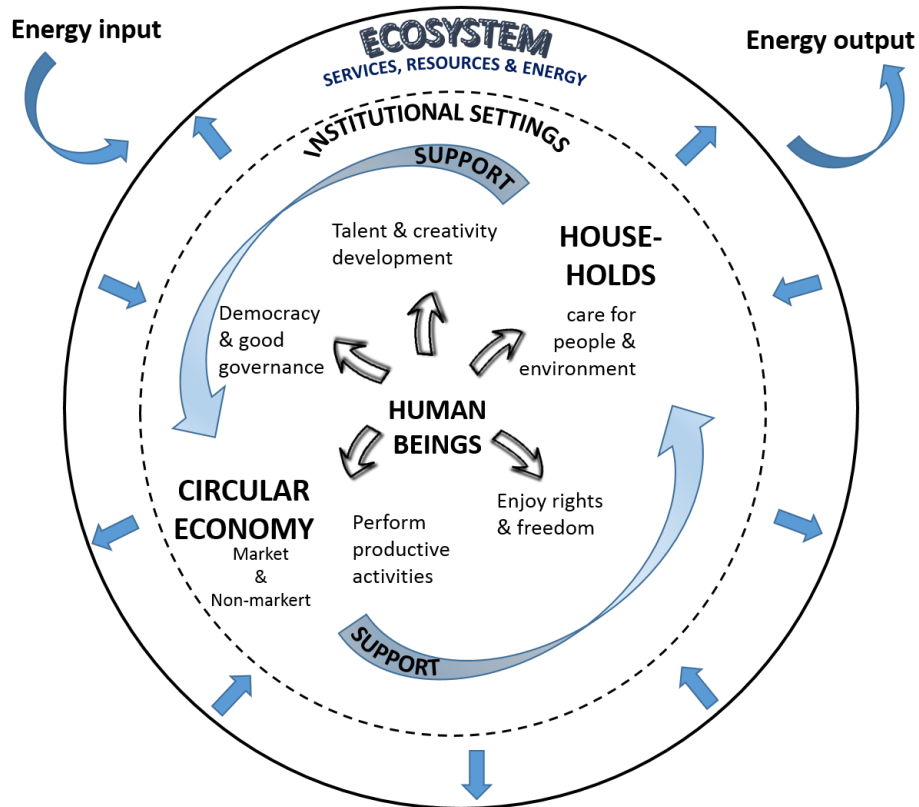 Energy input
ECOSYSTEM
SERVICES, RESOURCES & ENERGY
Energy output
INSTITUTIONAL SETTINGS
SUPPORT
Talent & creativity
development
HOUSE-
HOLDS
care for
people &
environment
Democracy
& good
governance
HUMAN
BEINGS
CIRCULAR
ECONOMY
Market
&
Non-markert
Perform
productive
activities
Enjoy rights
& freedom
SUPPORT